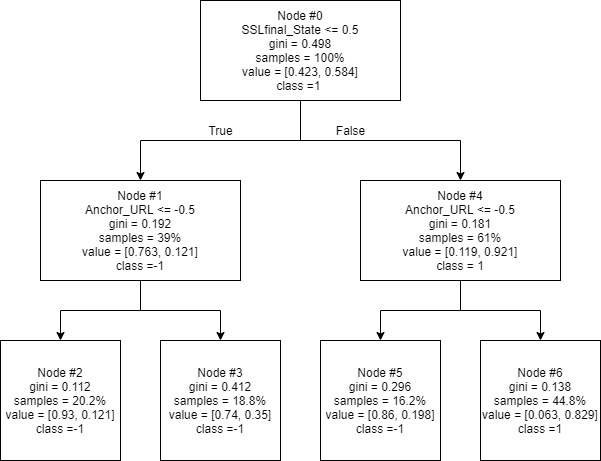 Node #0
SSLfinal_State <= 0.5
gini = 0.498
samples = 100%
value = [0.423, 0.584]
class =1
True
False
Node #1
Anchor_URL <= -0.5
gini = 0.192
samples = 39%
value = [0.763, 0.121]
class =-1
Node #4
Anchor_URL <= -0.5
gini = 0.181
samples = 61%
value = [0.119, 0.921]
class = 1
Node #2
gini = 0.112
samples = 20.2%
value = [0.93, 0.121]
class =-1
Node #3
gini = 0.412
samples = 18.8%
value = [0.74, 0.35]
class =-1
Node #5
gini = 0.296
samples = 16.2%
value = [0.86, 0.198]
class =-1
Node #6
gini = 0.138
samples = 44.8%
value = [0.063, 0.829]
class =1